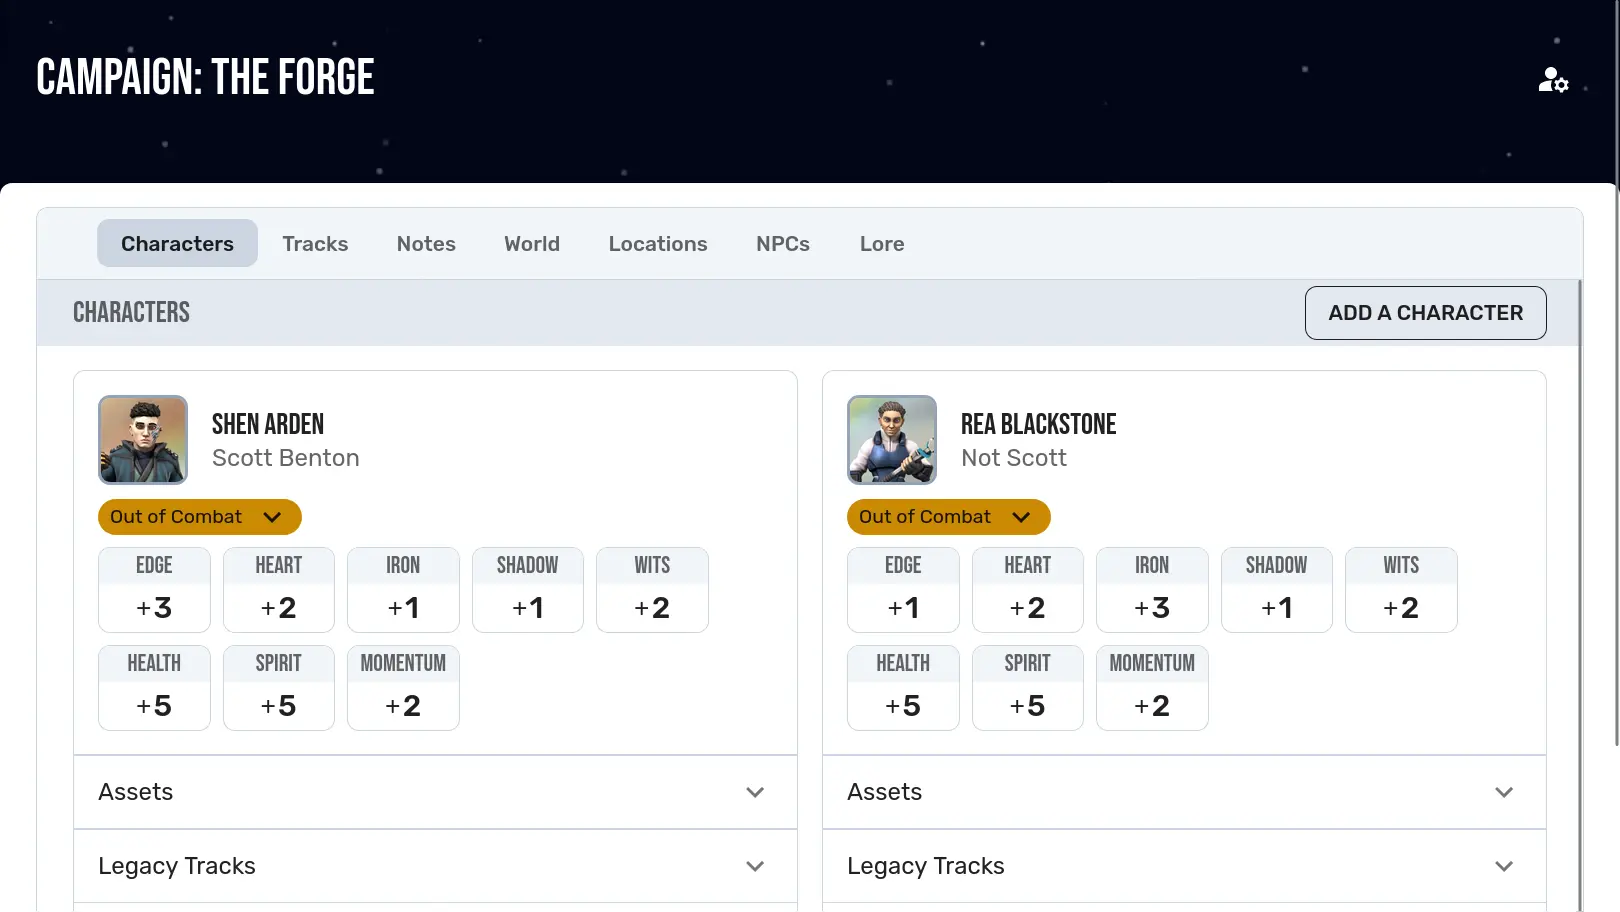 CAMPAIGN: THE FORGE
Characters Tracks Notes World Locations NPCs Lore
CHARACTERS
ADD A CHARACTER
SHEN ARDEN
Scott Benton
Out of Combat
EDGE HEART IRON SHADOW WITS
+3 +2 +1 +1 +2
HEALTH SPIRIT MOMENTUM
+5 +5 +2
Assets
Legacy Tracks
REA BLACKSTONE
Not Scott
Out of Combat
EDGE HEART IRON SHADOW WITS
+1 +2 +3 +1 +2
HEALTH SPIRIT MOMENTUM
+5 +5 +2
Assets
Legacy Tracks